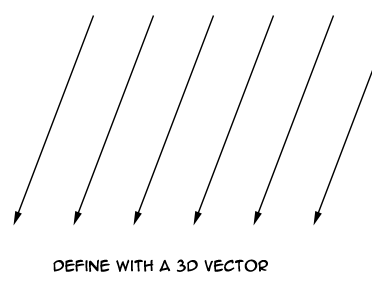 DEFINE WITH A 3D VECTOR